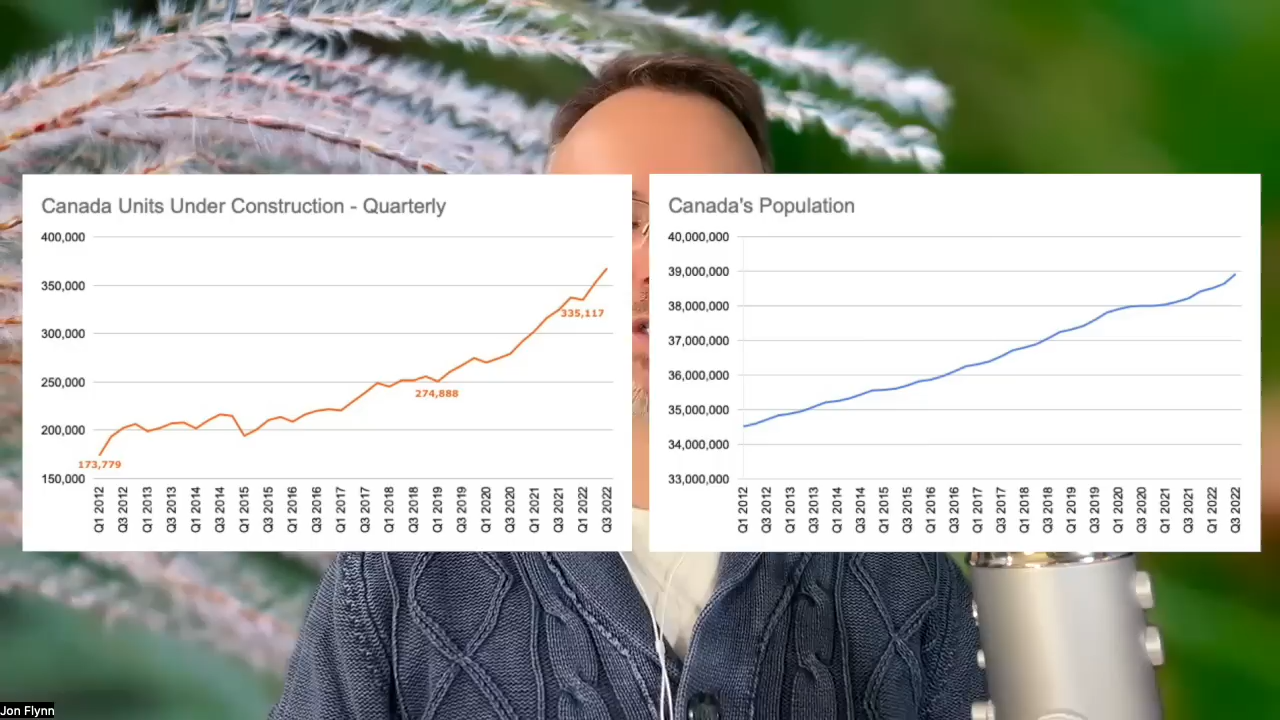 Canada Units Under Construction - Quarterly
400,000
350,000
300,000
250,000
200,000
150,000
335,117
274,888
173,779
Q1 2012
Q3 2012
Q1 2013
Q3 2013
Q1 2014
Q3 2014
Q1 2015
Q3 2015
Q1 2016
Q3 2016
Q1 2017
Q3 2017
Q1 2018
Q3 2018
Q1 2019
Q3 2019
Q1 2020
Q3 2020
Q1 2021
Q3 2021
Q1 2022
Q3 2022
Canada's Population
40,000,000
39,000,000
38,000,000
37,000,000
36,000,000
35,000,000
34,000,000
33,000,000
Q1 2012
Q3 2012
Q1 2013
Q3 2013
Q1 2014
Q3 2014
Q1 2015
Q3 2015
Q1 2016
Q3 2016
Q1 2017
Q3 2017
Q1 2018
Q3 2018
Q1 2019
Q3 2019
Q1 2020
Q3 2020
Q1 2021
Q3 2021
Q1 2022
Q3 2022
Jon Flynn